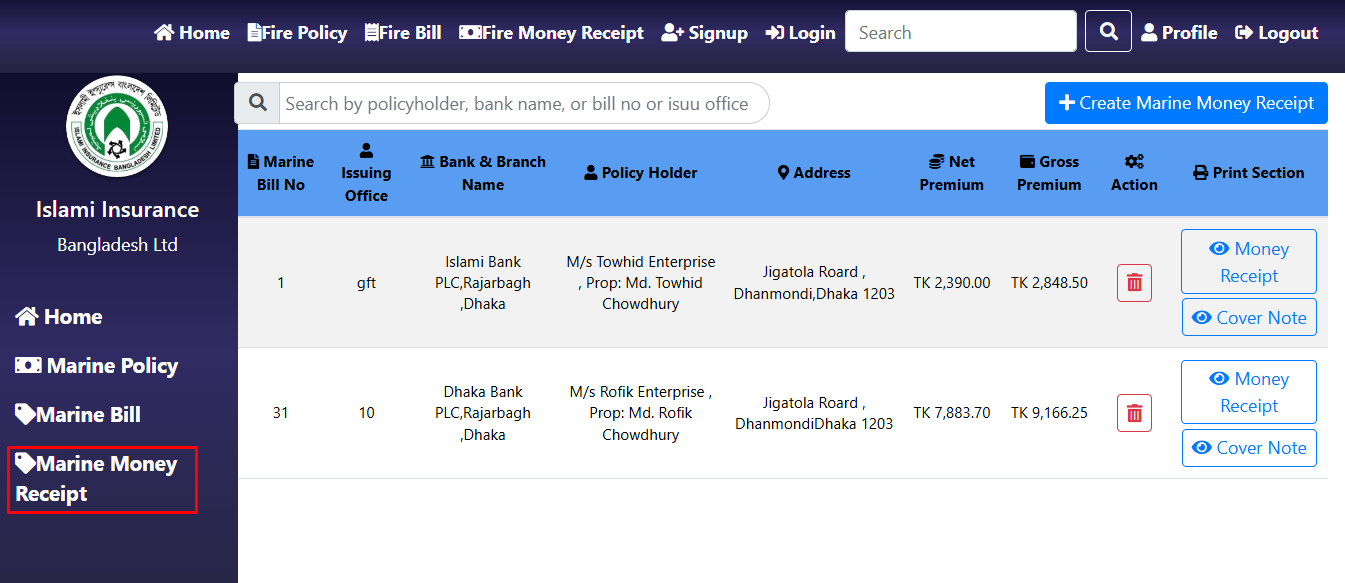 Home Fire Policy Fire Bill Fire Money Receipt Signup Login Search Profile Logout
ISLAMI INSURANCE BANGLADESH LIMITED
Islami Insurance
Bangladesh Ltd
Home
Marine Policy
Marine Bill
Marine Money
Receipt
Search by policyholder, bank name, or bill no or isuu office
Create Marine Money Receipt
Marine
Bill No
Issuing
Office
Bank & Branch
Name
Policy Holder
Address
Net
Premium
Gross
Premium
Action
Print Section
1
gft
Islami Bank
PLC,Rajarbagh
,Dhaka
M/s Towhid Enterprise
, Prop: Md. Towhid
Chowdhury
Jigatola Roard ,
Dhanmondi,Dhaka 1203
TK 2,390.00
TK 2,848.50
Money
Receipt
Cover Note
31
10
Dhaka Bank
PLC,Rajarbagh
,Dhaka
M/s Rofik Enterprise ,
Prop: Md. Rofik
Chowdhury
Jigatola Roard ,
DhanmondiDhaka 1203
TK 7,883.70
TK 9,166.25
Money
Receipt
Cover Note